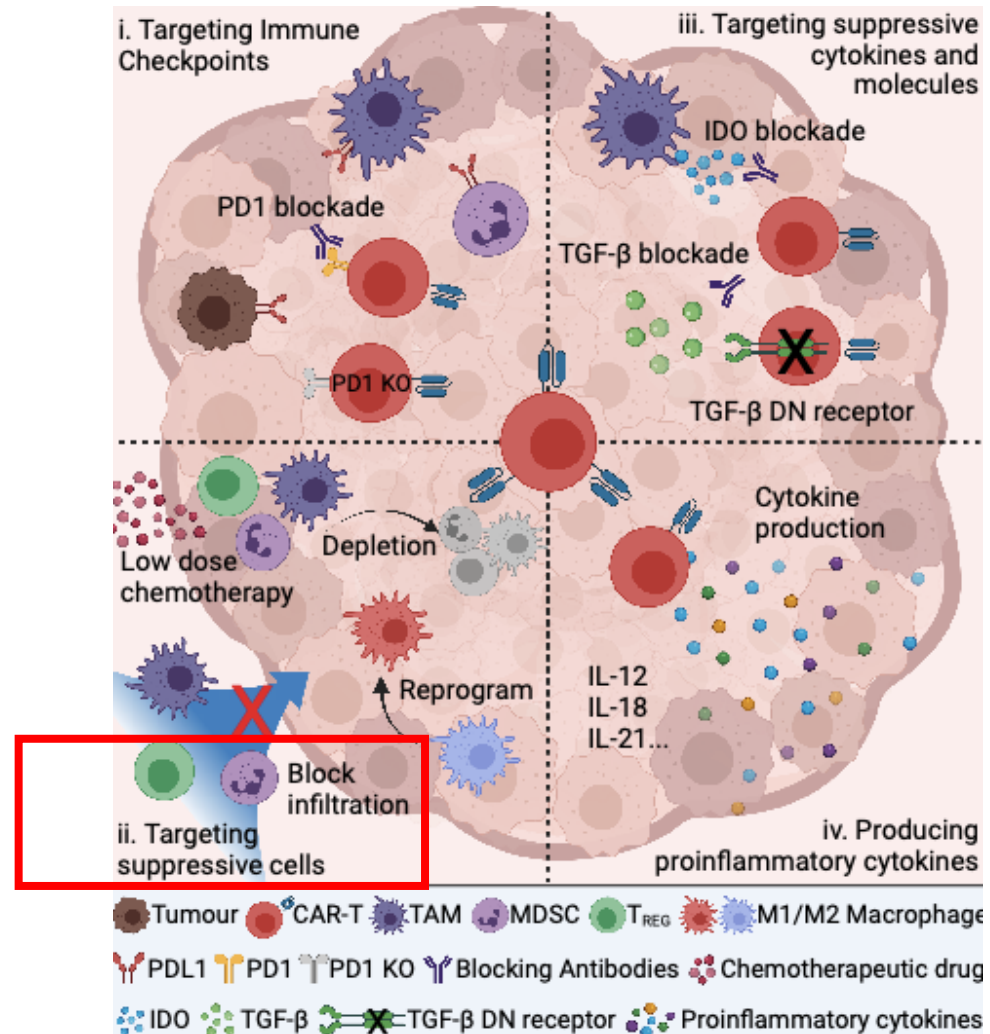 i. Targeting Immune
Checkpoints
iii. Targeting suppressive
cytokines and
molecules
IDO blockade
PD1 blockade
TGF-β blockade
PD1 KO
TGF-β DN receptor
Low dose
chemotherapy
Depletion
Cytokine
production
Reprogram
IL-12
IL-18
IL-21...
X
Block
infiltration
ii. Targeting
suppressive cells
iv. Producing
proinflammatory cytokines
Tumour CAR-T TAM MDSC TREG M1/M2 Macrophage
PDL1 PD1 PD1 KO Blocking Antibodies Chemotherapeutic drug
IDO TGF-β TGF-β DN receptor Proinflammatory cytokines